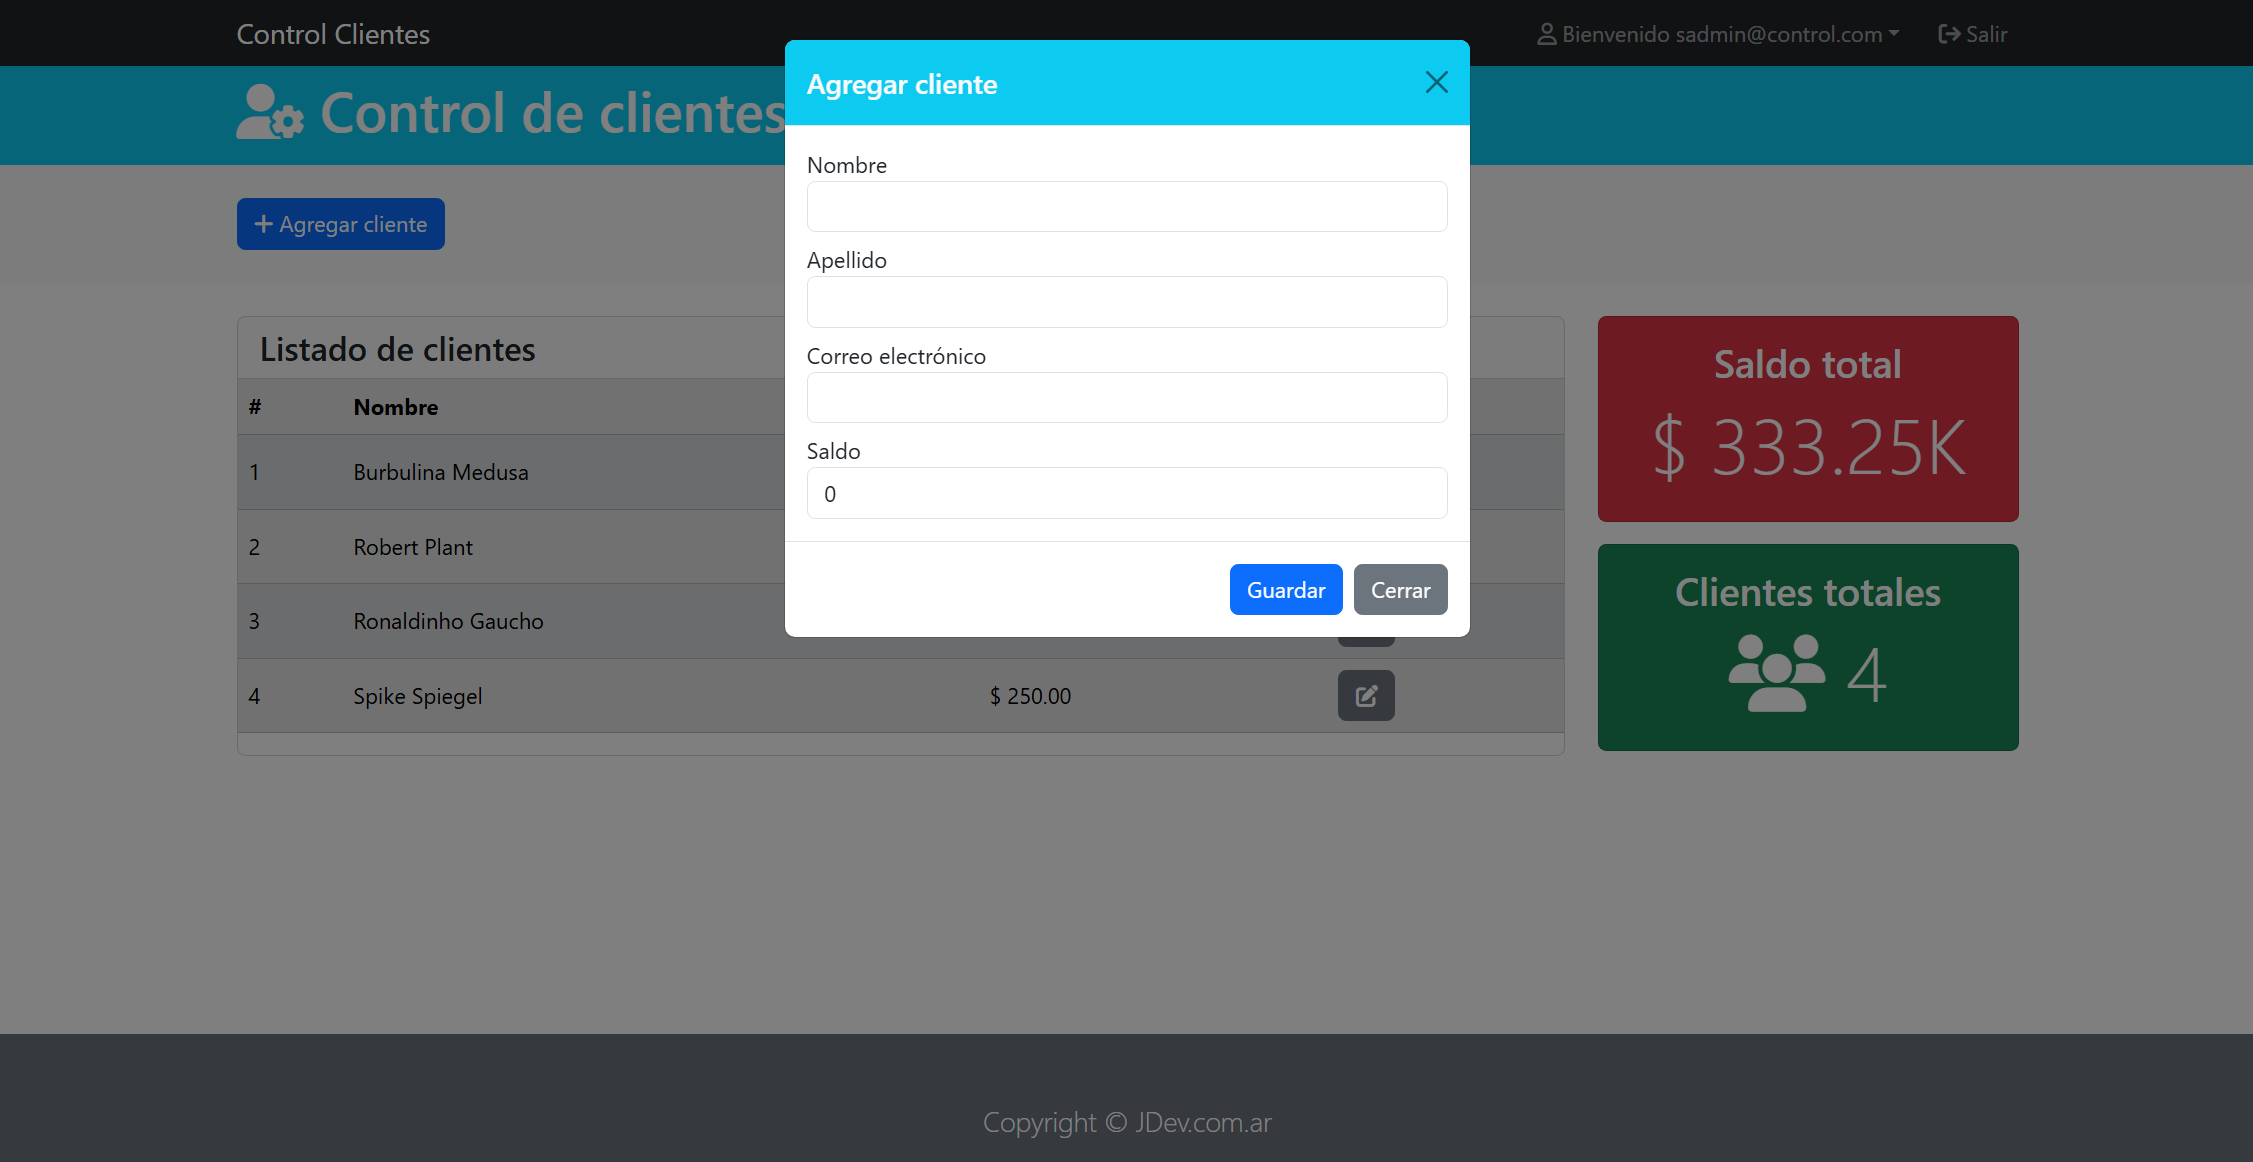 Control Clientes
Bienvenido sadmin@control.com
Salir
Control de clientes
Agregar cliente
Listado de clientes
# Nombre
1 Burbulina Medusa
2 Robert Plant
3 Ronaldinho Gaucho
4 Spike Spiegel $ 250.00
Agregar cliente
Nombre
Apellido
Correo electrónico
Saldo
0
Guardar Cerrar
Saldo total
$ 333.25K
Clientes totales
4
Copyright © JDev.com.ar